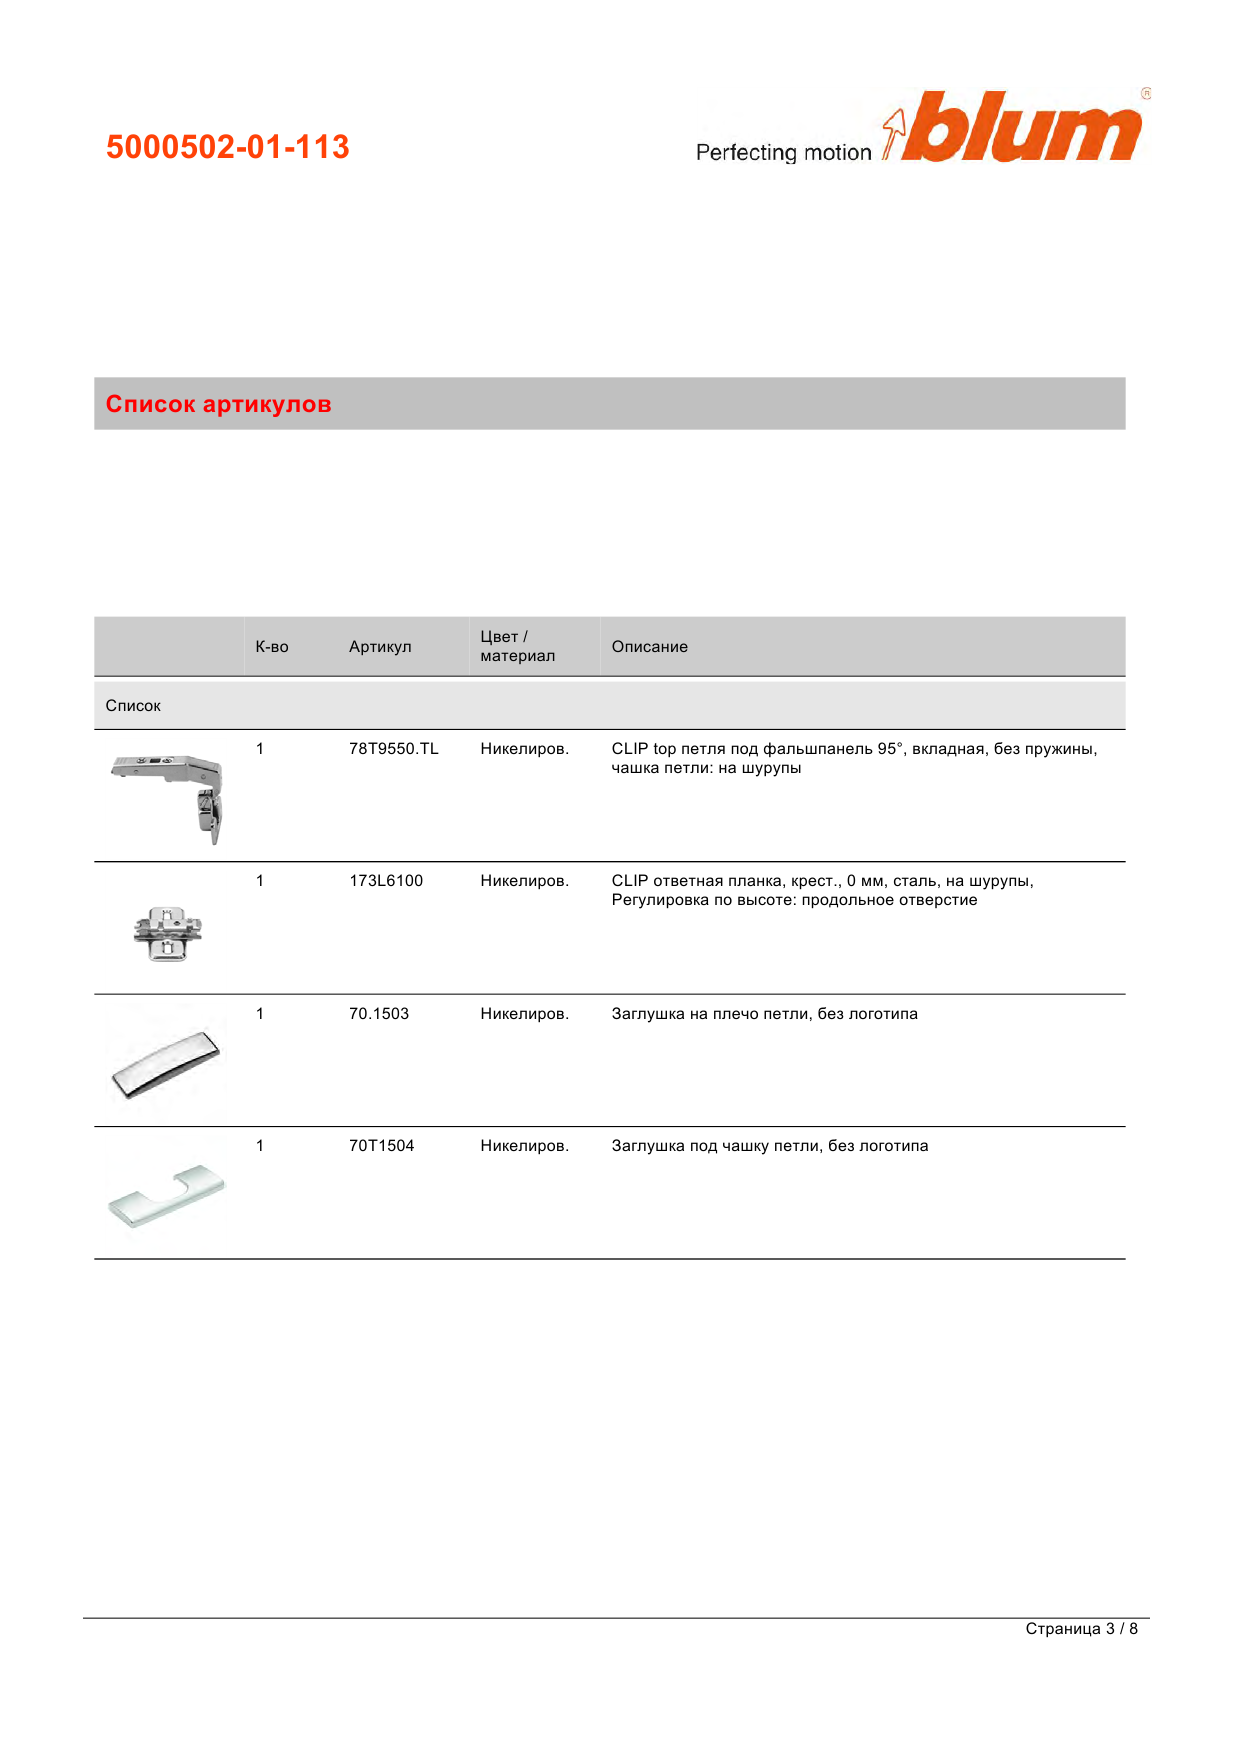 5000502-01-113
Perfecting motion blum ®
Список артикулов
К-во Артикул Цвет / материал Описание
Список
1 78T9550.TL Никелиров. CLIP top петля под фальшпанель 95°, вкладная, без пружины,
чашка петли: на шурупы
1 173L6100 Никелиров. CLIP ответная планка, крест., 0 мм, сталь, на шурупы,
Регулировка по высоте: продольное отверстие
1 70.1503 Никелиров. Заглушка на плечо петли, без логотипа
1 70T1504 Никелиров. Заглушка под чашку петли, без логотипа
Страница 3 / 8